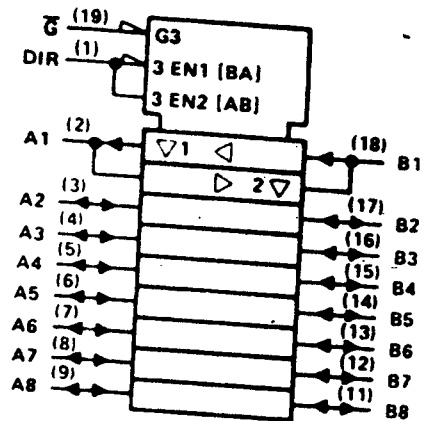 G̅ (19) G3
DIR (1) 3 EN1 [BA]
3 EN2 [AB]
A1 (2) ▽ 1 ◁ (18) B1
▷ 2 ▽
A2 (3) (17) B2
A3 (4) (16) B3
A4 (5) (15) B4
A5 (6) (14) B5
A6 (7) (13) B6
A7 (8) (12) B7
A8 (9) (11) B8